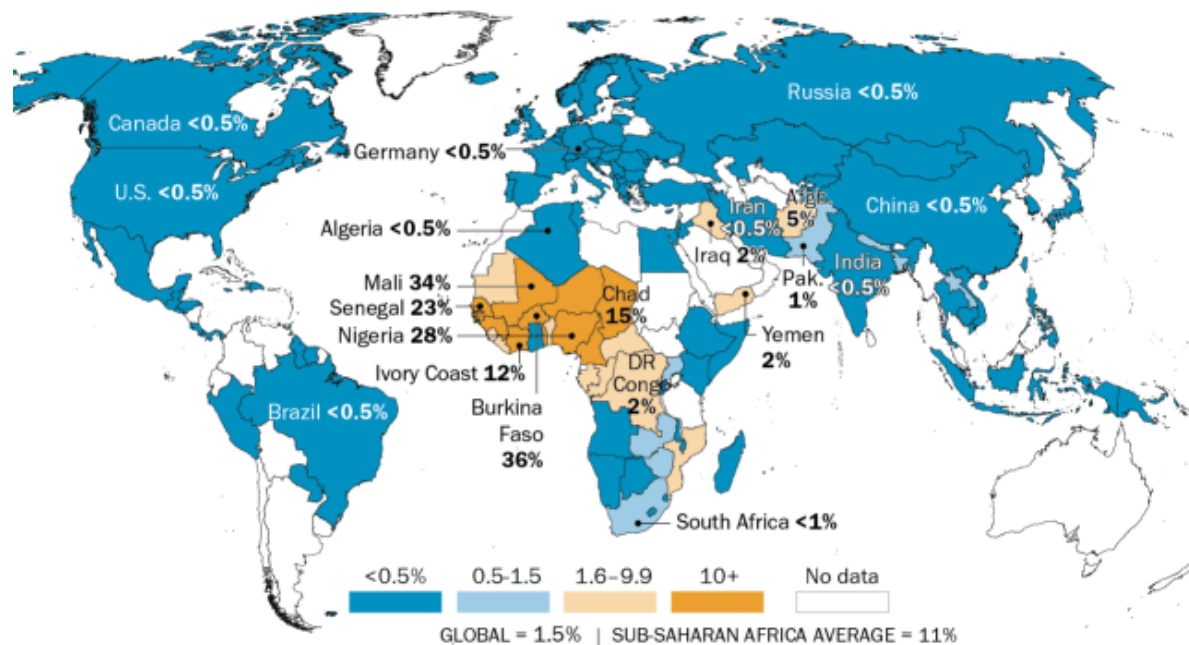 Russia <0.5%
Canada <0.5%
Germany <0.5%
U.S. <0.5%
China <0.5%
Iran
<0.5%
Afgh.
5%
Algeria <0.5%
Iraq 2%
India
<0.5%
Pak.
1%
Mali 34%
Senegal 23%
Nigeria 28%
Chad
15%
Yemen
2%
Ivory Coast 12%
DR
Congo
2%
Brazil <0.5%
Burkina
Faso
36%
South Africa <1%
<0.5% 0.5-1.5 1.6–9.9 10+ No data
GLOBAL = 1.5% | SUB-SAHARAN AFRICA AVERAGE = 11%